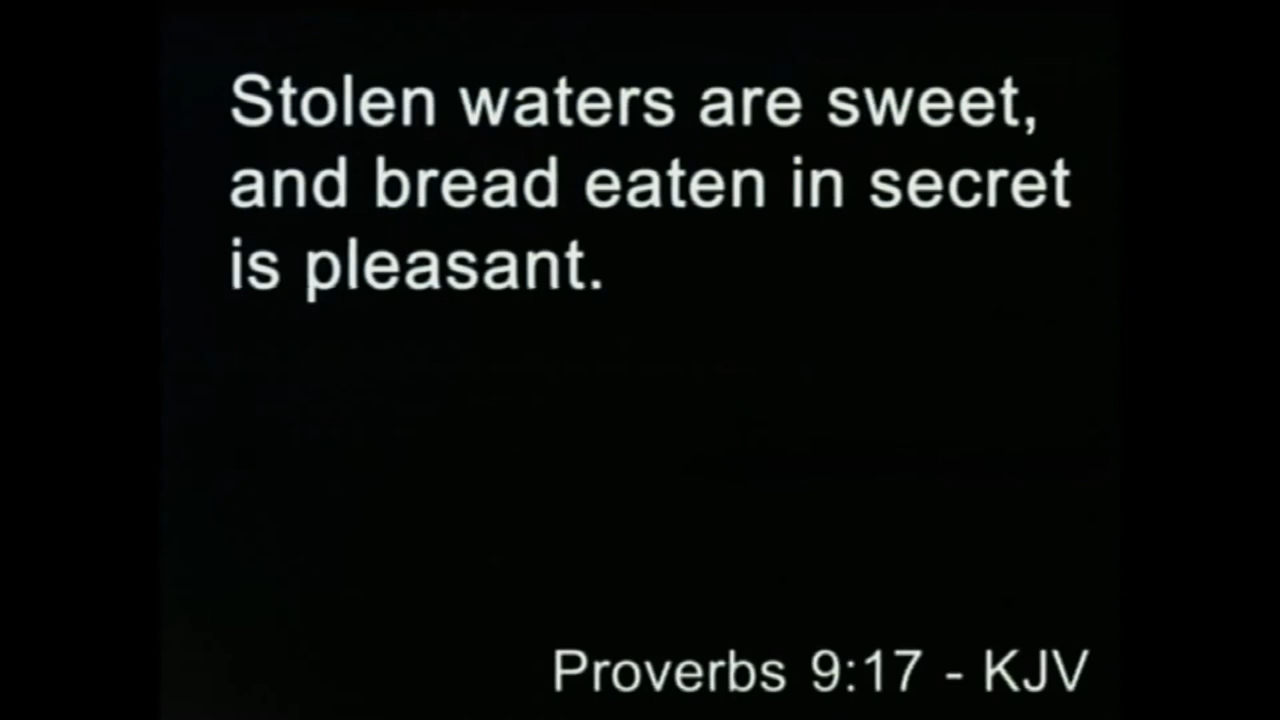 Stolen waters are sweet,
and bread eaten in secret
is pleasant.
Proverbs 9:17 - KJV